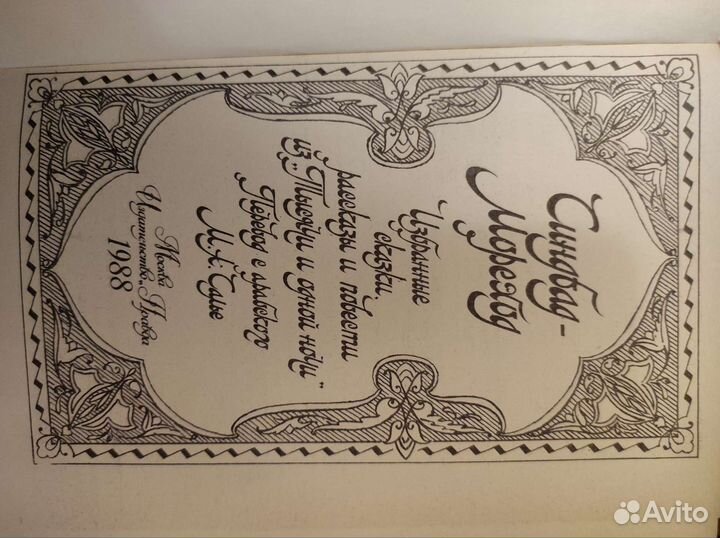 Синдбад-
Мореход
Избранные
сказки,
рассказы и повести
из „Тысячи и одной ночи"
Перевод с арабского
М.А. Салье
Москва
Издательство „Правда"
1988
Avito